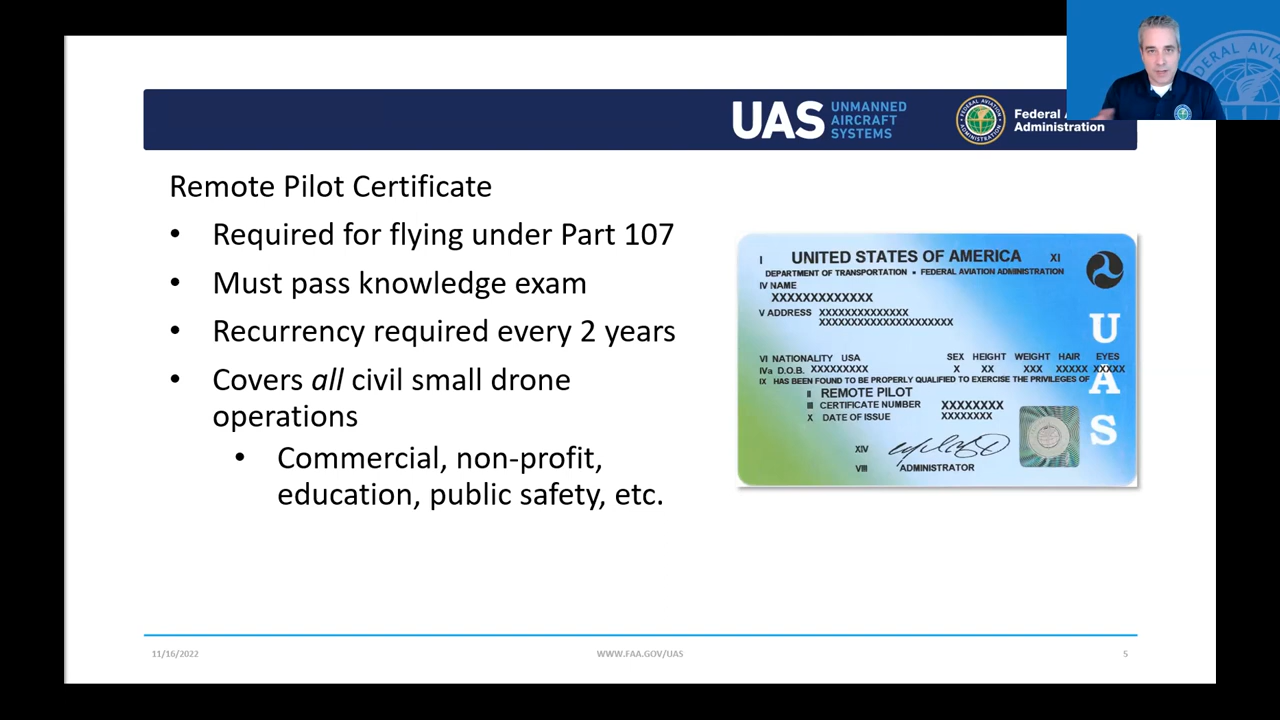 UAS UNMANNED
AIRCRAFT
SYSTEMS
Federal
Administration
Remote Pilot Certificate
• Required for flying under Part 107
• Must pass knowledge exam
• Recurrency required every 2 years
• Covers all civil small drone
operations
• Commercial, non-profit,
education, public safety, etc.
I UNITED STATES OF AMERICA XI
DEPARTMENT OF TRANSPORTATION • FEDERAL AVIATION ADMINISTRATION
IV NAME
XXXXXXXXXXXXX
V ADDRESS XXXXXXXXXXXXXX
XXXXXXXXXXXXXXXXXXXXX
VI NATIONALITY USA SEX HEIGHT WEIGHT HAIR EYES
IVa D.O.B. XXXXXXXXX X XX XXX XXXXX XXXXX
IX HAS BEEN FOUND TO BE PROPERLY QUALIFIED TO EXERCISE THE PRIVILEGES OF
II REMOTE PILOT
III CERTIFICATE NUMBER XXXXXXXX
X DATE OF ISSUE XXXXXXXX
XIV
VIII ADMINISTRATOR
U
A
S
11/16/2022 WWW.FAA.GOV/UAS 5